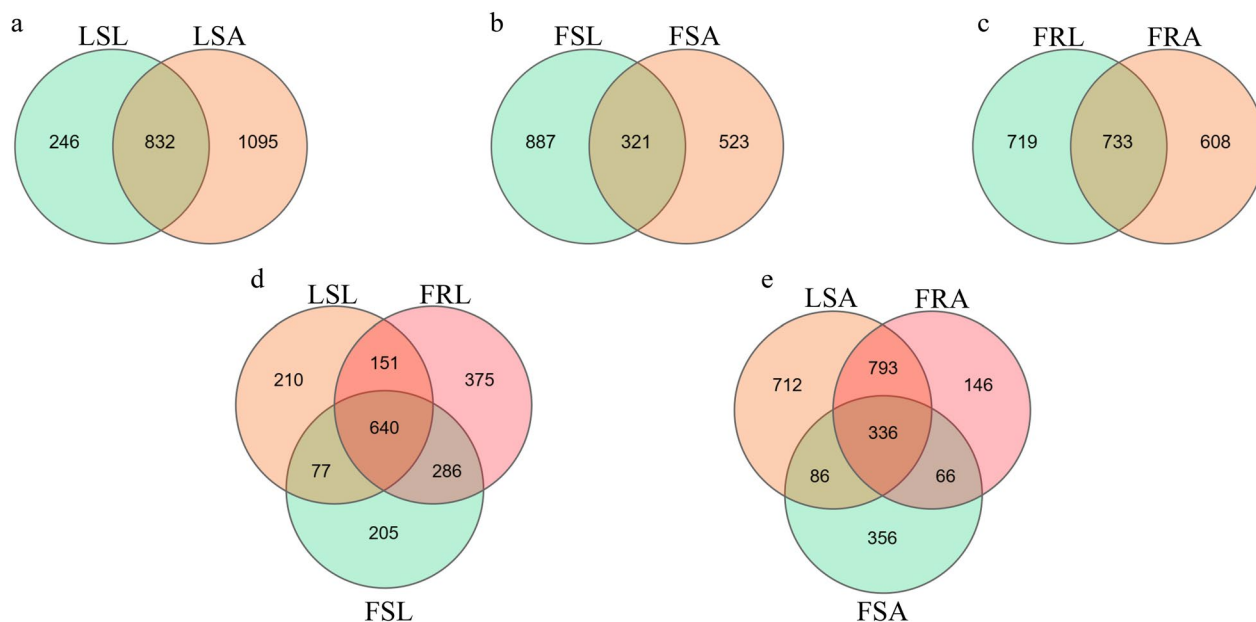 a
LSL LSA
246 832 1095
b
FSL FSA
887 321 523
c
FRL FRA
719 733 608
d
LSL FRL
151
210 375
640
77 286
205
FSL
e
LSA FRA
793
712 146
336
86 66
356
FSA